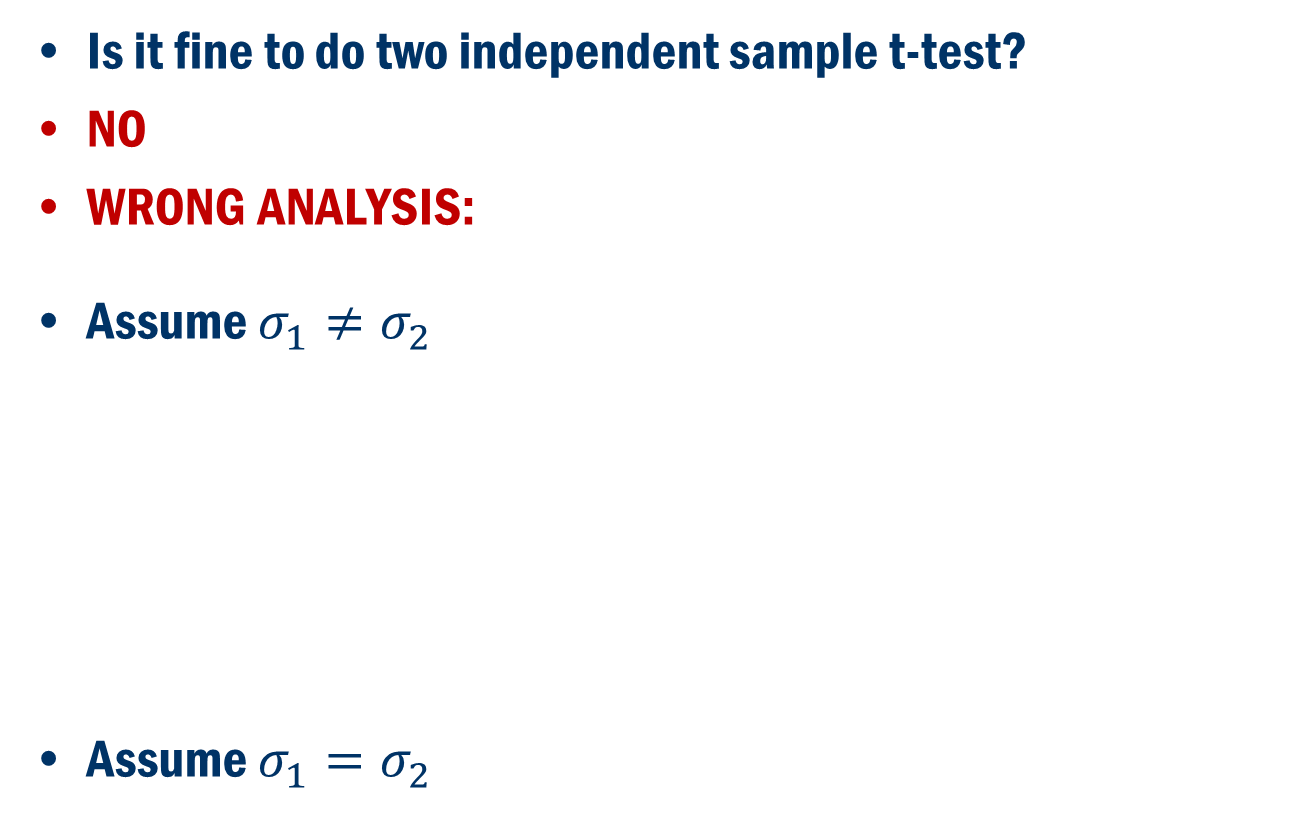 • Is it fine to do two independent sample t-test?
• NO
• WRONG ANALYSIS:
• Assume σ₁ ≠ σ₂
• Assume σ₁ = σ₂